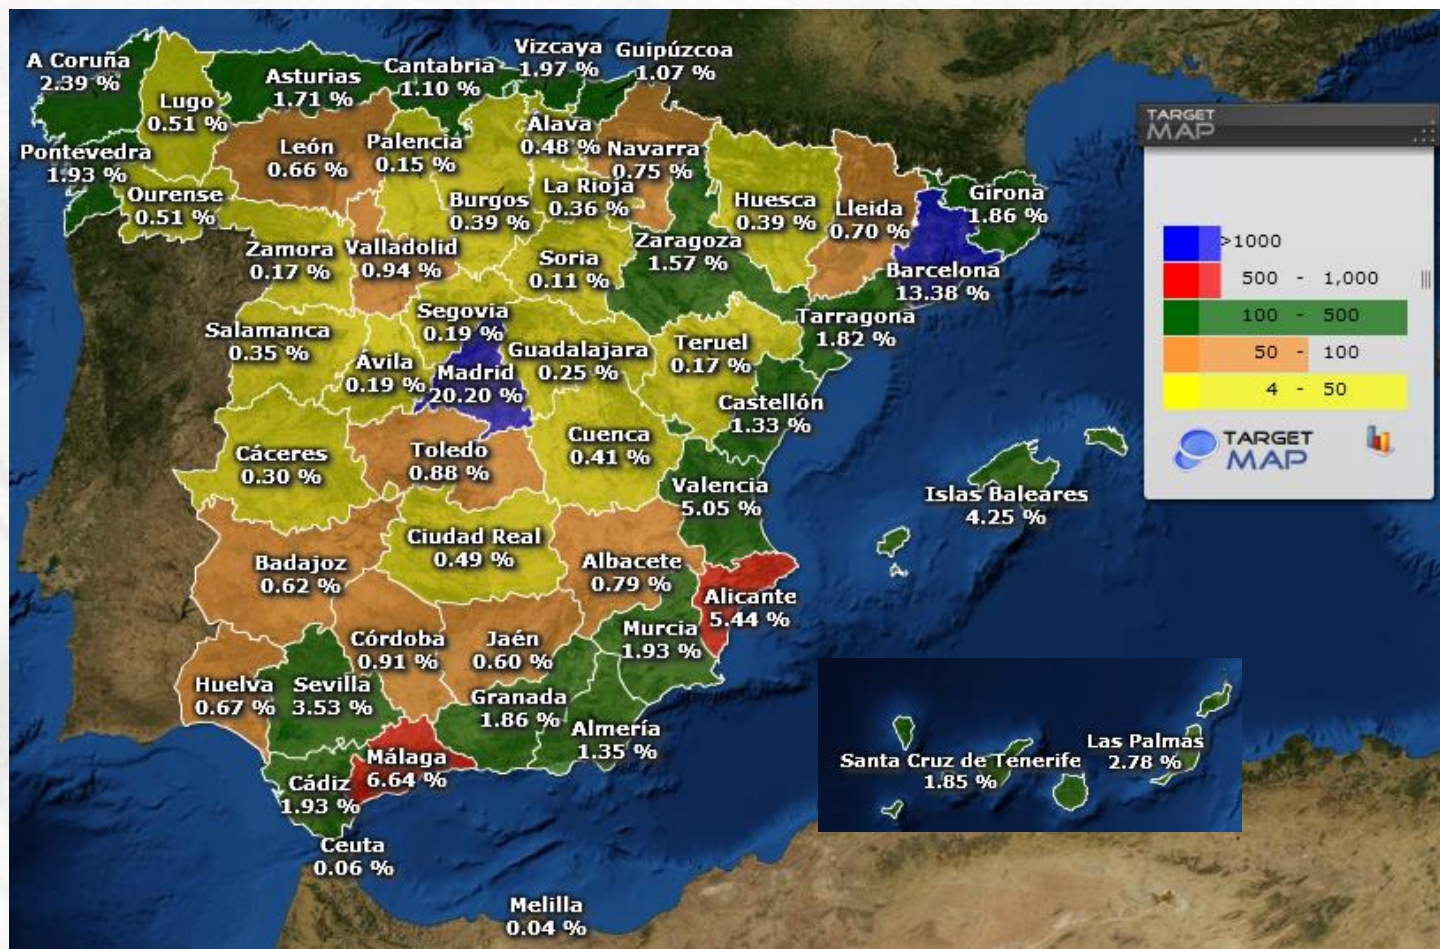 A Coruña
2.39 %
Lugo
0.51 %
Asturias
1.71 %
Cantabria
1.10 %
Vizcaya
1.97 %
Guipúzcoa
1.07 %
Pontevedra
1.93 %
Ourense
0.51 %
León
0.66 %
Palencia
0.15 %
Burgos
0.39 %
Álava
0.48 %
Navarra
0.75 %
La Rioja
0.36 %
Huesca
0.39 %
Lleida
0.70 %
Girona
1.86 %
Zamora
0.17 %
Valladolid
0.94 %
Soria
0.11 %
Zaragoza
1.57 %
Barcelona
13.38 %
Tarragona
1.82 %
Salamanca
0.35 %
Ávila
0.19 %
Segovia
0.19 %
Madrid
20.20 %
Guadalajara
0.25 %
Teruel
0.17 %
Castellón
1.33 %
Cáceres
0.30 %
Toledo
0.88 %
Cuenca
0.41 %
Valencia
5.05 %
Islas Baleares
4.25 %
Badajoz
0.62 %
Ciudad Real
0.49 %
Albacete
0.79 %
Alicante
5.44 %
Huelva
0.67 %
Sevilla
3.53 %
Córdoba
0.91 %
Jaén
0.60 %
Murcia
1.93 %
Granada
1.86 %
Almería
1.35 %
Málaga
6.64 %
Cádiz
1.93 %
Ceuta
0.06 %
Melilla
0.04 %
Santa Cruz de Tenerife
1.85 %
Las Palmas
2.78 %
TARGET
MAP
>1000
500 - 1,000
100 - 500
50 - 100
4 - 50
TARGET
MAP